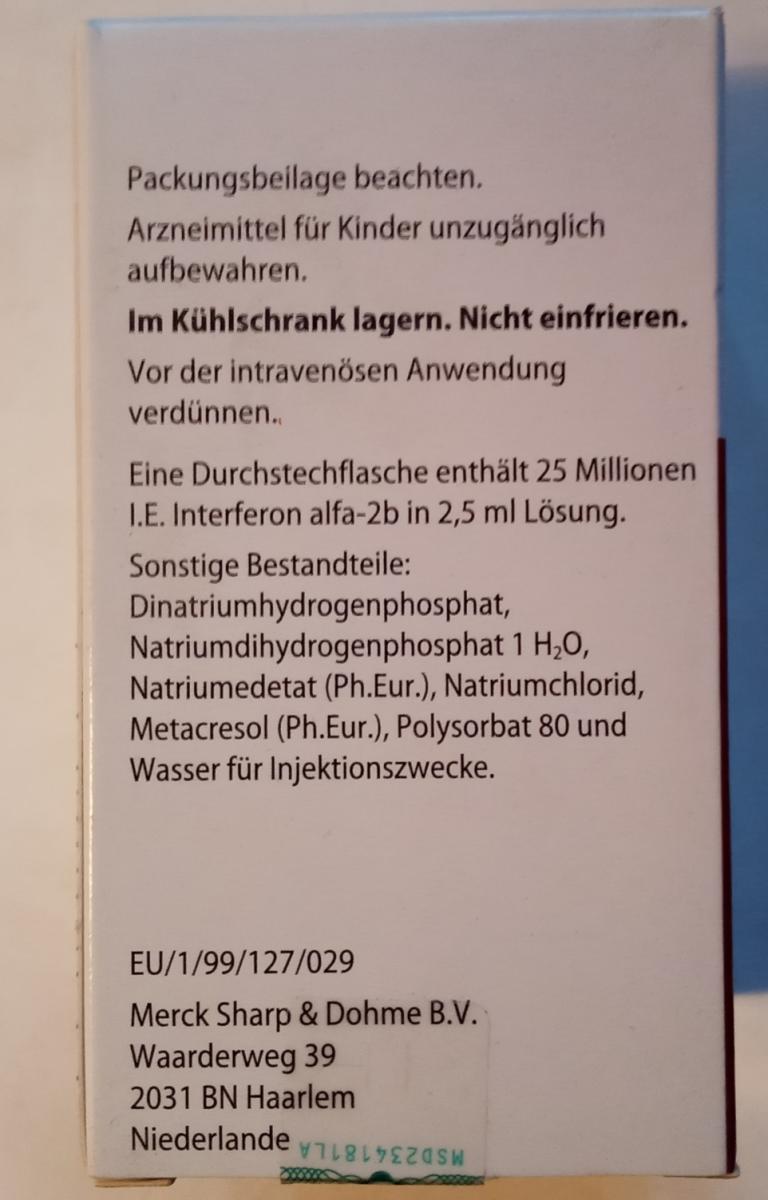 Packungsbeilage beachten.
Arzneimittel für Kinder unzugänglich
aufbewahren.
Im Kühlschrank lagern. Nicht einfrieren.
Vor der intravenösen Anwendung
verdünnen.
Eine Durchstechflasche enthält 25 Millionen
I.E. Interferon alfa-2b in 2,5 ml Lösung.
Sonstige Bestandteile:
Dinatriumhydrogenphosphat,
Natriumdihydrogenphosphat 1 H₂O,
Natriumedetat (Ph.Eur.), Natriumchlorid,
Metacresol (Ph.Eur.), Polysorbat 80 und
Wasser für Injektionszwecke.
EU/1/99/127/029
Merck Sharp & Dohme B.V.
Waarderweg 39
2031 BN Haarlem
Niederlande
MSD234181LA